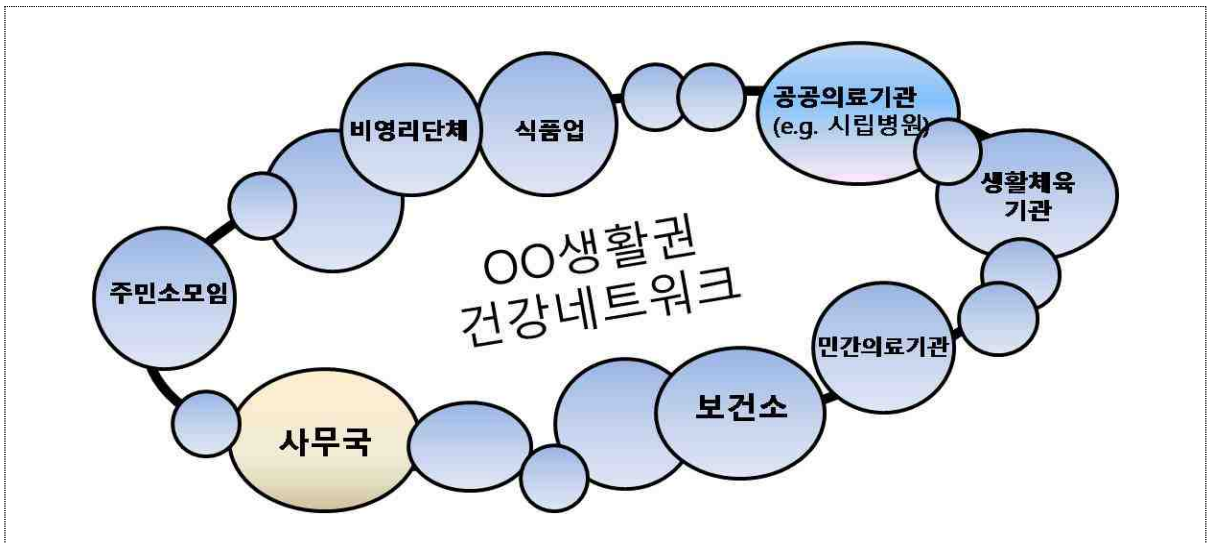 비영리단체
식품업
공공의료기관
(e.g. 시립병원)
생활체육
기관
주민소모임
OO생활권
건강네트워크
민간의료기관
보건소
사무국